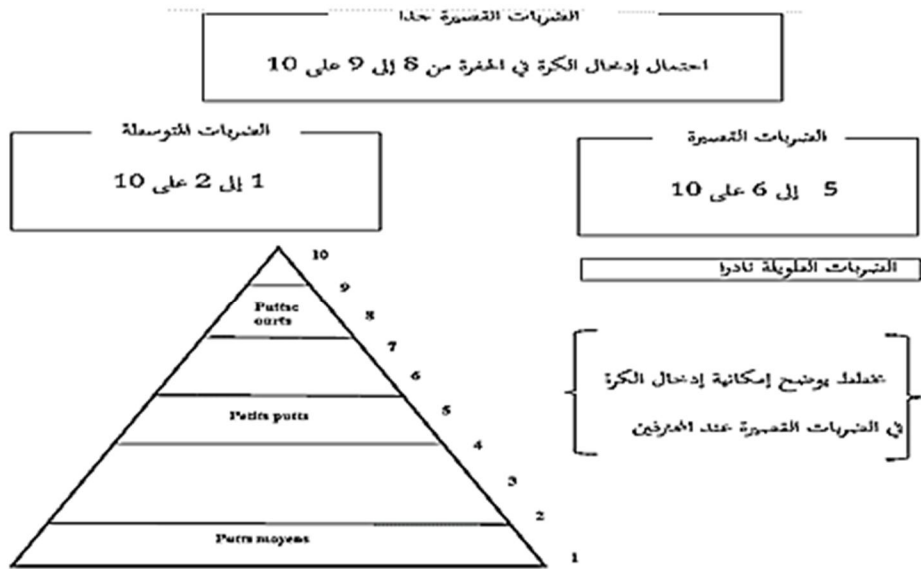 الضربات القصيرة جدا
احتمال إدخال الكرة في الحفرة من 8 إلى 9 على 10
الضربات المتوسطة
1 إلى 2 على 10
الضربات القصيرة
5 إلى 6 على 10
الضربات الطويلة نادرا
مخطط يوضح إمكانية إدخال الكرة
في الضربات القصيرة عند المحترفين
10
9
Puttsc
ourts
8
7
6
Petits putts
5
4
3
2
Putts moyens
1